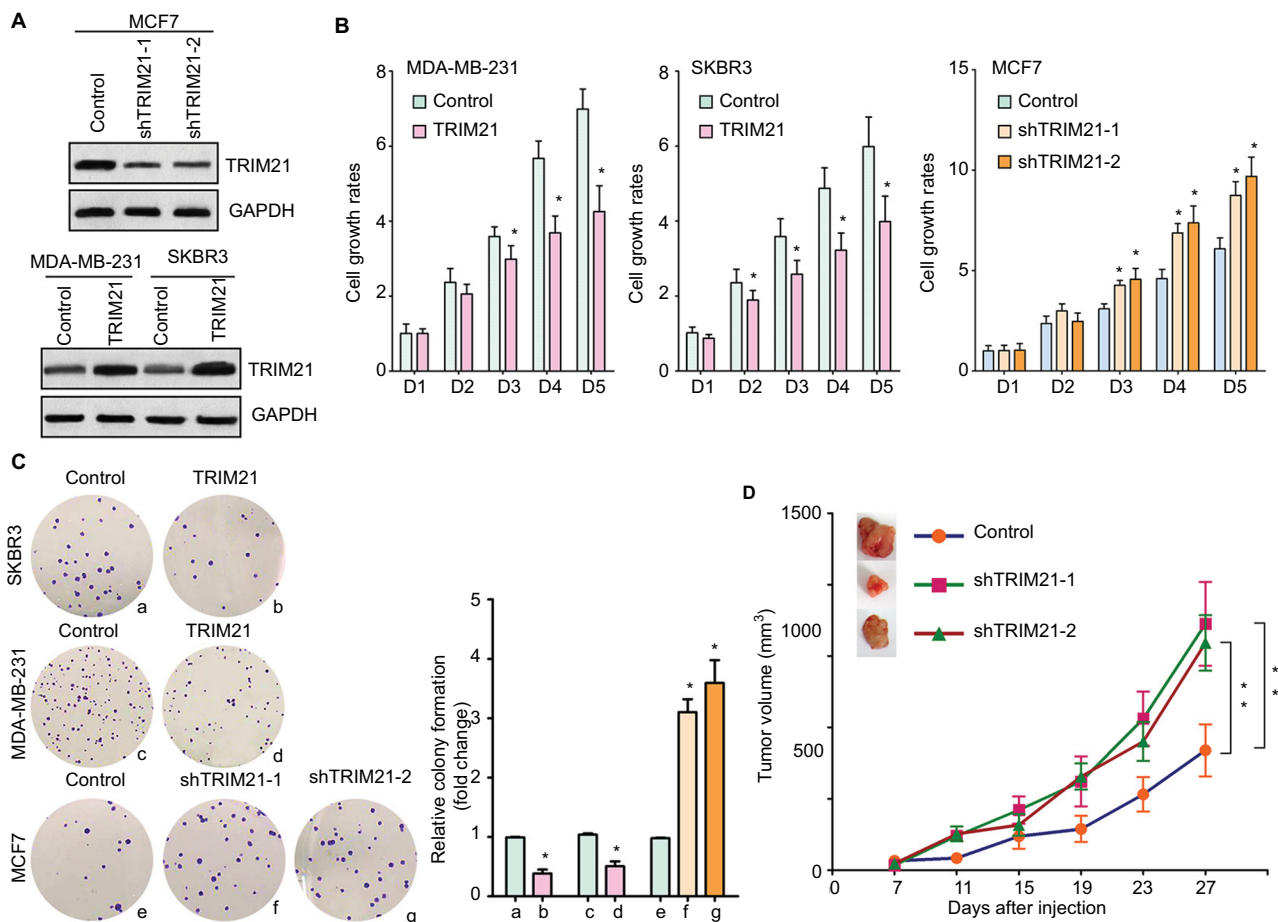 A
MCF7
Control
shTRIM21-1
shTRIM21-2
TRIM21
GAPDH
MDA-MB-231
SKBR3
Control
TRIM21
Control
TRIM21
TRIM21
GAPDH
B
MDA-MB-231
Control
TRIM21
Cell growth rates
8
6
4
2
0
*
*
*
D1 D2 D3 D4 D5
SKBR3
Control
TRIM21
Cell growth rates
8
6
4
2
0
*
*
*
*
D1 D2 D3 D4 D5
MCF7
Control
shTRIM21-1
shTRIM21-2
Cell growth rates
15
10
5
0
* *
* *
* *
D1 D2 D3 D4 D5
C
Control TRIM21
SKBR3
a b
Control TRIM21
MDA-MB-231
c d
Control shTRIM21-1 shTRIM21-2
MCF7
e f g
Relative colony formation
(fold change)
5
4
3
2
1
0
*
*
*
*
a b c d e f g
D
Tumor volume (mm³)
1500
1000
500
0
Control
shTRIM21-1
shTRIM21-2
* *
* *
0 7 11 15 19 23 27
Days after injection